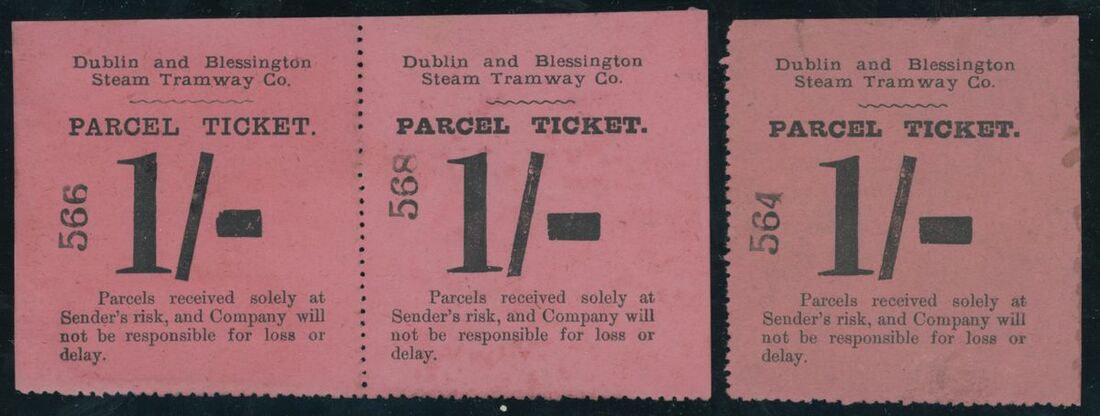 Dublin and Blessington
Steam Tramway Co.
PARCEL TICKET.
566
1/-
Parcels received solely at
Sender's risk, and Company will
not be responsible for loss or
delay.
Dublin and Blessington
Steam Tramway Co.
PARCEL TICKET.
568
1/-
Parcels received solely at
Sender's risk, and Company will
not be responsible for loss or
delay.
Dublin and Blessington
Steam Tramway Co.
PARCEL TICKET.
564
1/-
Parcels received solely at
Sender's risk, and Company will
not be responsible for loss or
delay.